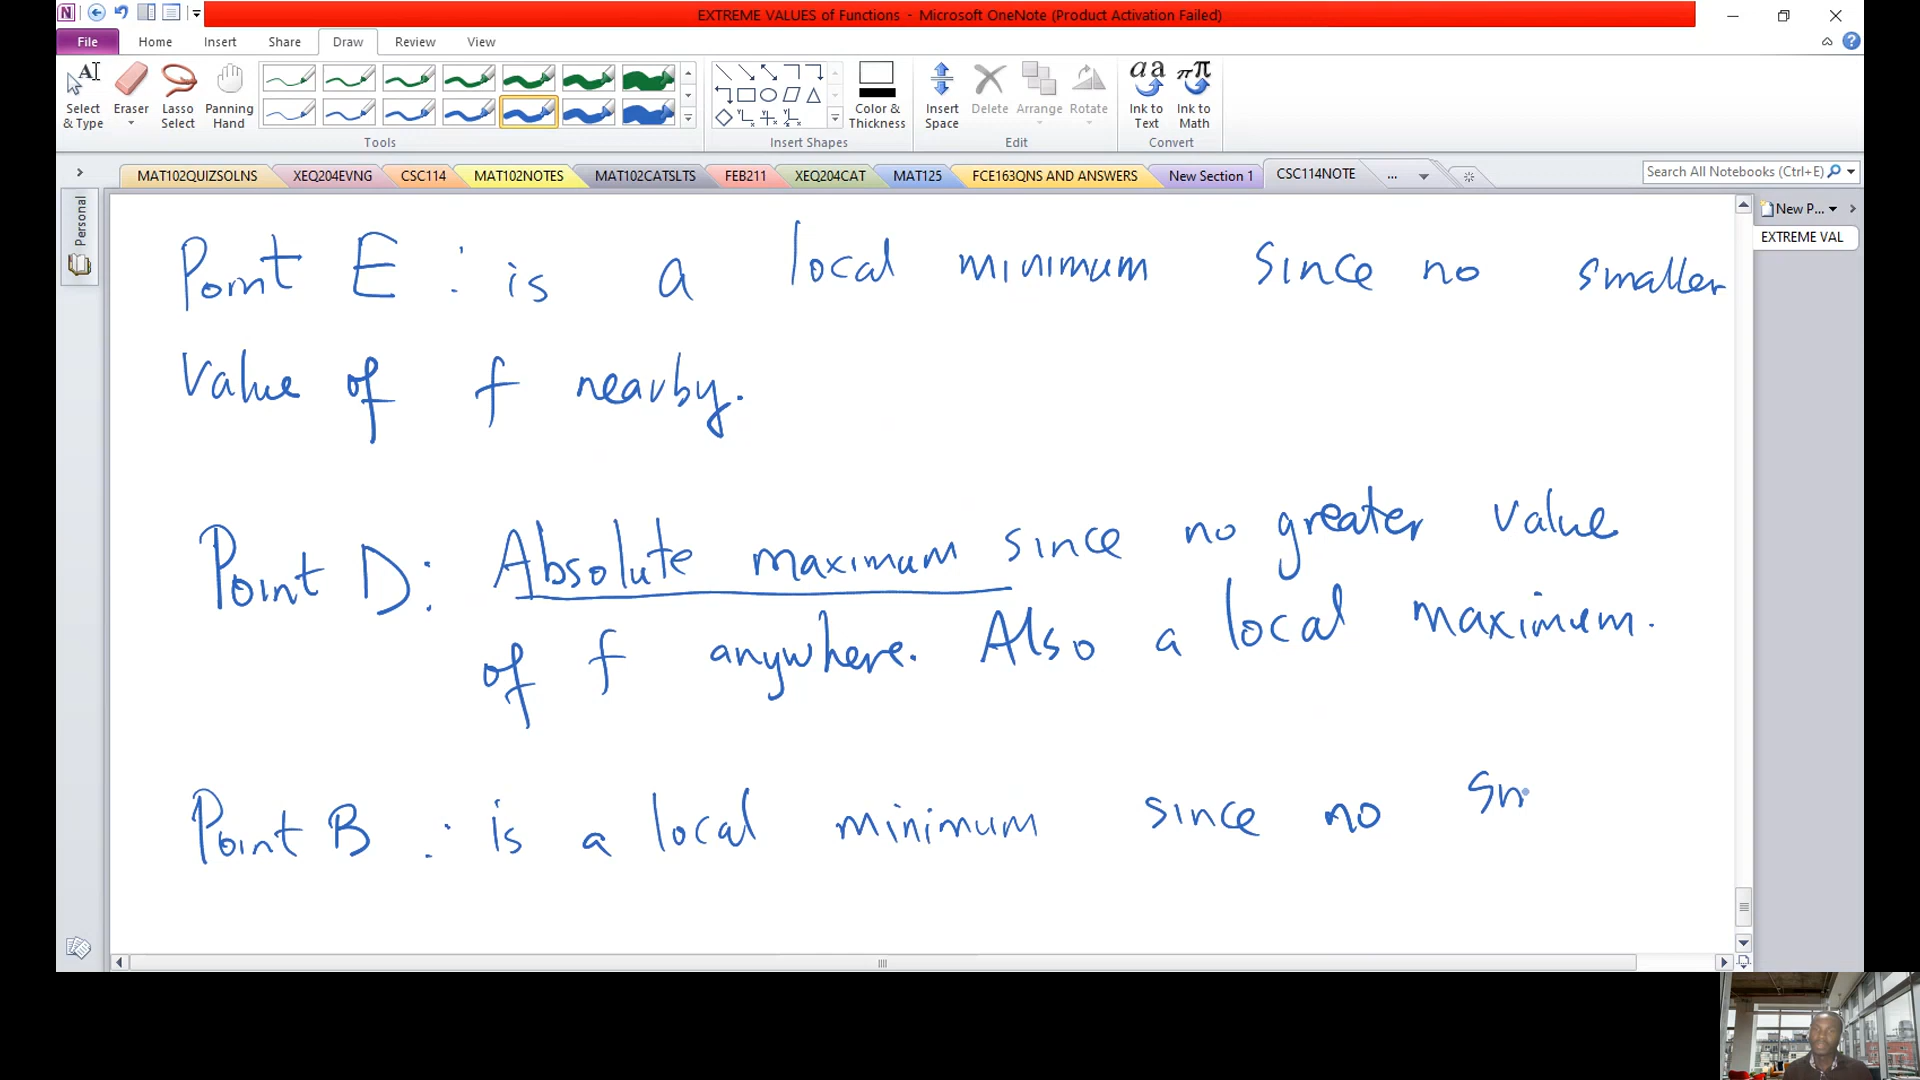 EXTREME VALUES of Functions - Microsoft OneNote (Product Activation Failed)
File Home Insert Share Draw Review View
Select & Type
Eraser
Lasso Select
Panning Hand
Color & Thickness
Insert Space
Delete
Arrange
Rotate
Ink to Text
Ink to Math
Tools
Insert Shapes
Edit
Convert
MAT102QUIZSOLNS XEQ204EVNG CSC114 MAT102NOTES MAT102CATSLTS FEB211 XEQ204CAT MAT125 FCE163QNS AND ANSWERS New Section 1 CSC114NOTE ...
Search All Notebooks (Ctrl+E)
Personal
New P...
EXTREME VAL
Point E : is a local minimum since no smaller
Value of f nearby.
Point D: Absolute maximum since no greater value
of f anywhere. Also a local maximum.
Point B : is a local minimum since no sm